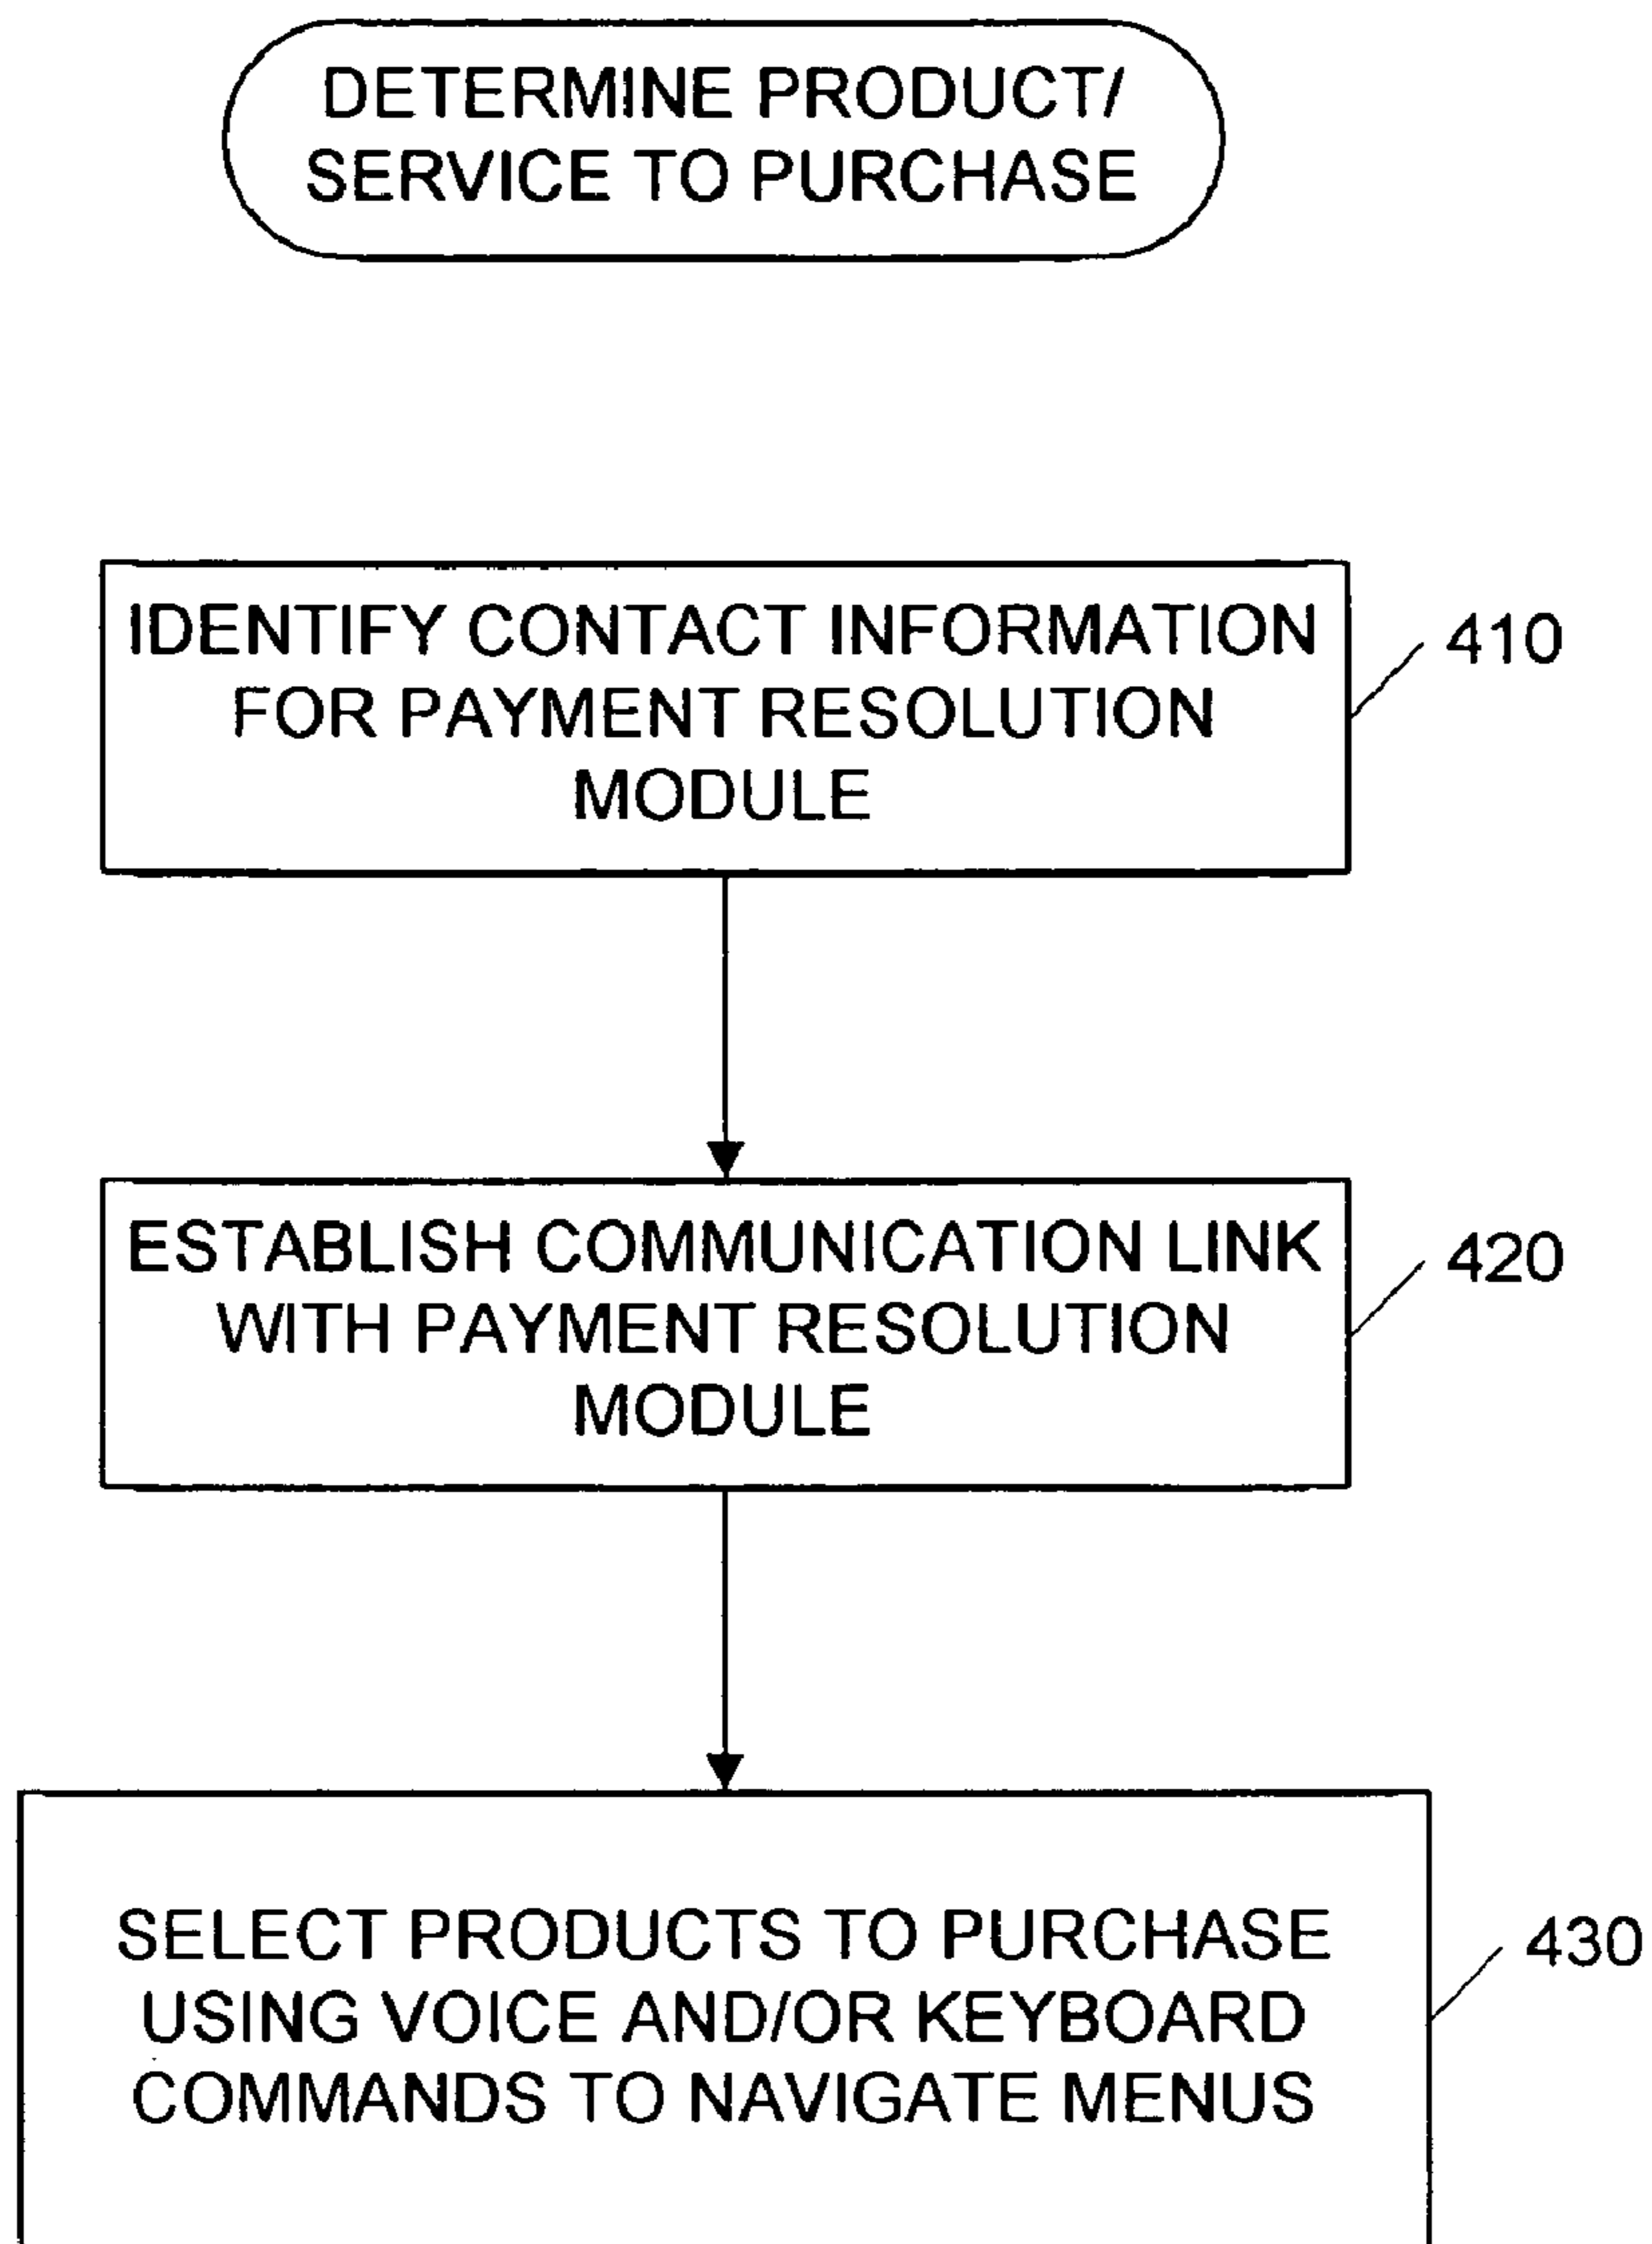 DETERMINE PRODUCT/
SERVICE TO PURCHASE
IDENTIFY CONTACT INFORMATION
FOR PAYMENT RESOLUTION
MODULE
410
ESTABLISH COMMUNICATION LINK
WITH PAYMENT RESOLUTION
MODULE
420
SELECT PRODUCTS TO PURCHASE
USING VOICE AND/OR KEYBOARD
COMMANDS TO NAVIGATE MENUS
430